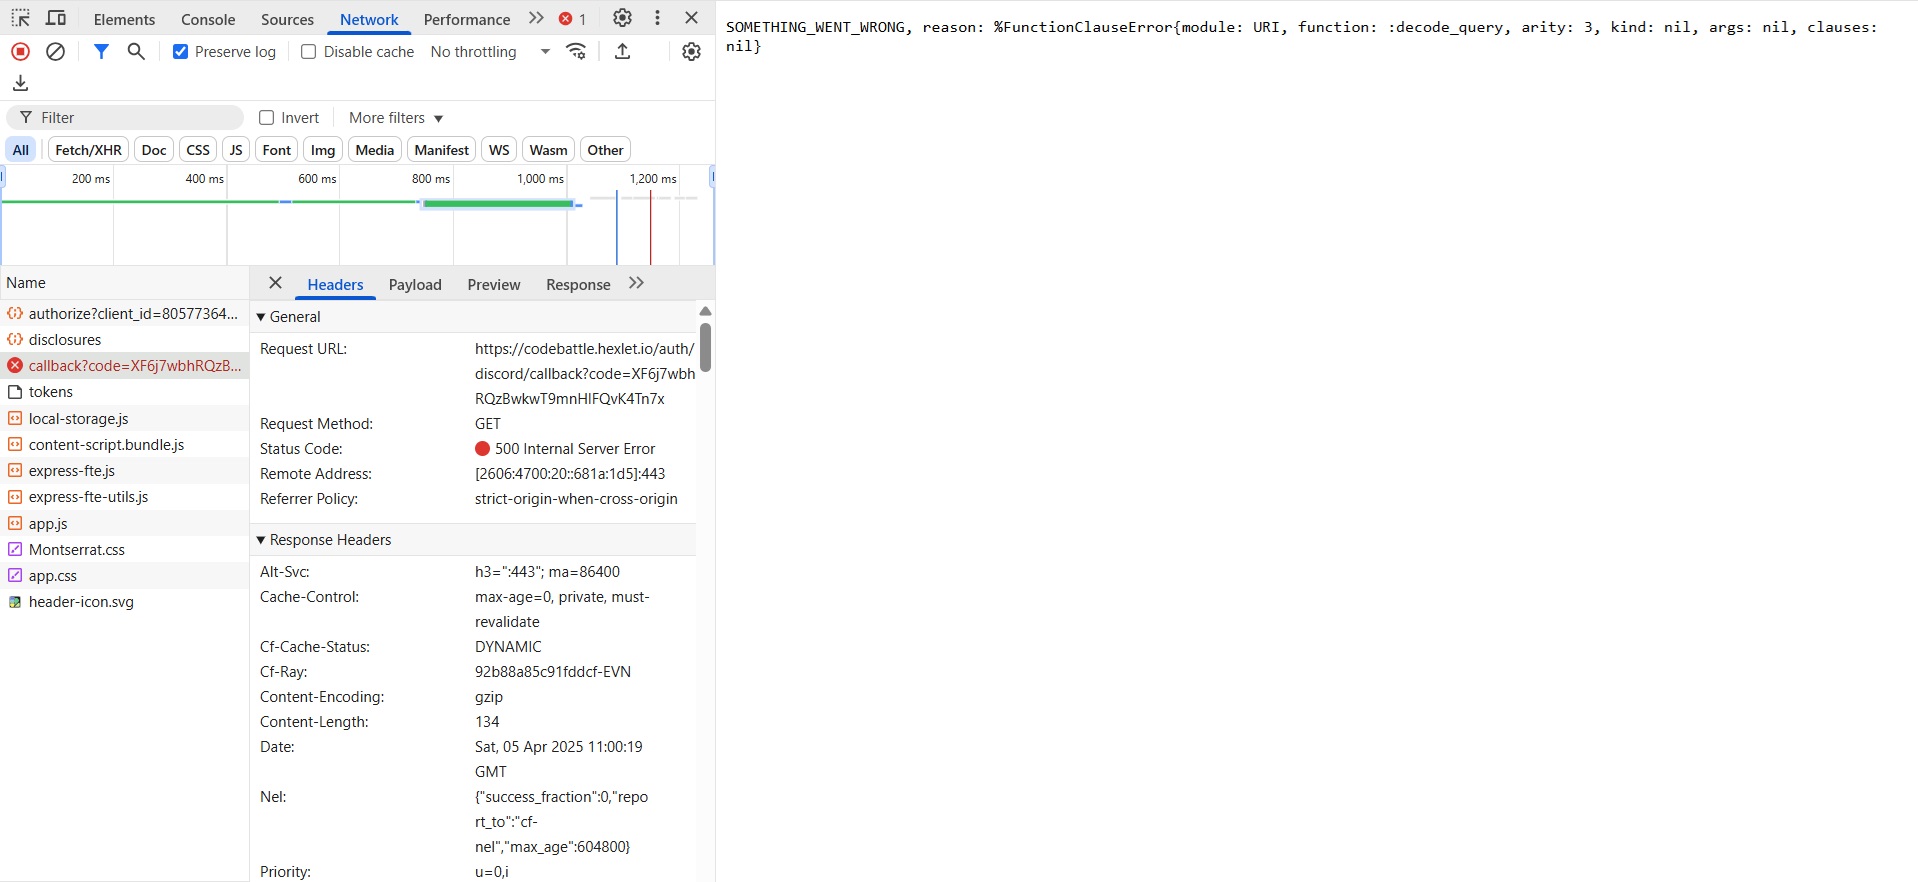 Elements Console Sources Network Performance 1
Preserve log Disable cache No throttling
Filter Invert More filters
All Fetch/XHR Doc CSS JS Font Img Media Manifest WS Wasm Other
200 ms 400 ms 600 ms 800 ms 1,000 ms 1,200 ms
Name
authorize?client_id=80577364...
disclosures
callback?code=XF6j7wbhRQzB...
tokens
local-storage.js
content-script.bundle.js
express-fte.js
express-fte-utils.js
app.js
Montserrat.css
app.css
header-icon.svg
Headers Payload Preview Response
General
Request URL: https://codebattle.hexlet.io/auth/
discord/callback?code=XF6j7wbh
RQzBwkwT9mnHIFQvK4Tn7x
Request Method: GET
Status Code: 500 Internal Server Error
Remote Address: [2606:4700:20::681a:1d5]:443
Referrer Policy: strict-origin-when-cross-origin
Response Headers
Alt-Svc: h3=":443"; ma=86400
Cache-Control: max-age=0, private, must-
revalidate
Cf-Cache-Status: DYNAMIC
Cf-Ray: 92b88a85c91fddcf-EVN
Content-Encoding: gzip
Content-Length: 134
Date: Sat, 05 Apr 2025 11:00:19
GMT
Nel: {"success_fraction":0,"repo
rt_to":"cf-
nel","max_age":604800}
Priority: u=0,i
SOMETHING_WENT_WRONG, reason: %FunctionClauseError{module: URI, function: :decode_query, arity: 3, kind: nil, args: nil, clauses:
nil}